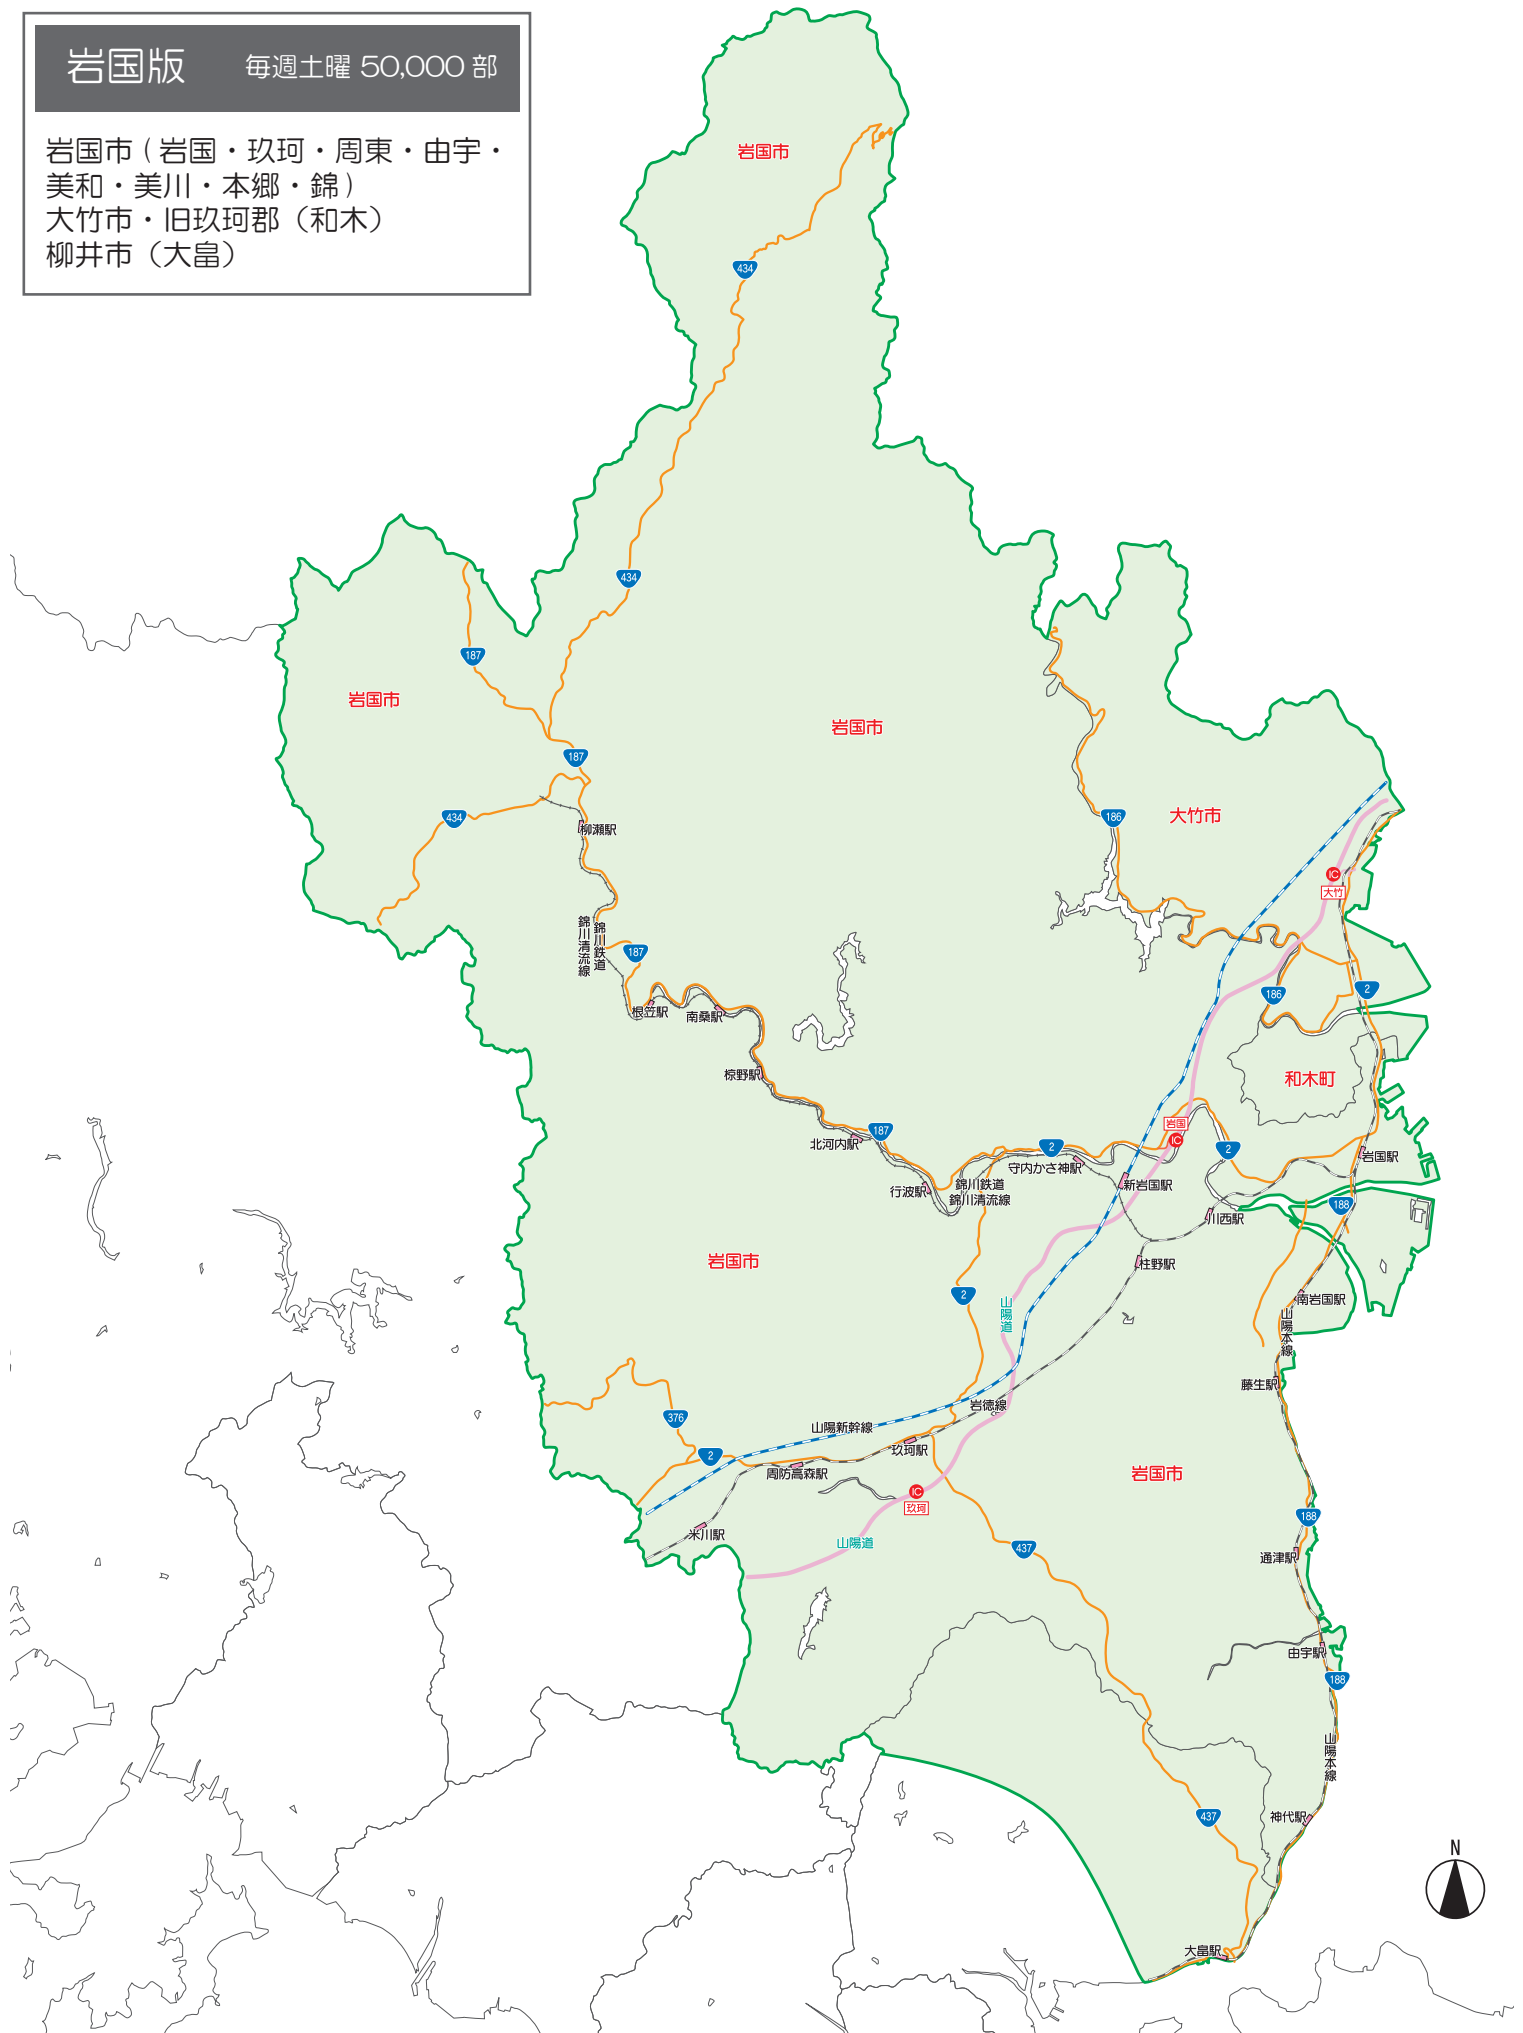 岩国版 毎週土曜 50,000 部
岩国市(岩国・玖珂・周東・由宇・
美和・美川・本郷・錦)
大竹市・旧玖珂郡（和木）
柳井市（大畠）
岩国市
434
434
187
岩国市
岩国市
187
434
186
大竹市
柳瀬駅
IC
大竹
錦川清流線
錦川鉄道
187
根笠駅
南桑駅
186
2
椋野駅
和木町
北河内駅
187
岩国
IC
2
2
守内かさ神駅
岩国駅
行波駅
錦川鉄道
錦川清流線
新岩国駅
川西駅
188
岩国市
柱野駅
2
山陽道
南岩国駅
山陽本線
藤生駅
岩徳線
376
山陽新幹線
玖珂駅
2
周防高森駅
岩国市
IC
玖珂
188
米川駅
山陽道
437
通津駅
由宇駅
188
山陽本線
神代駅
437
N
大畠駅